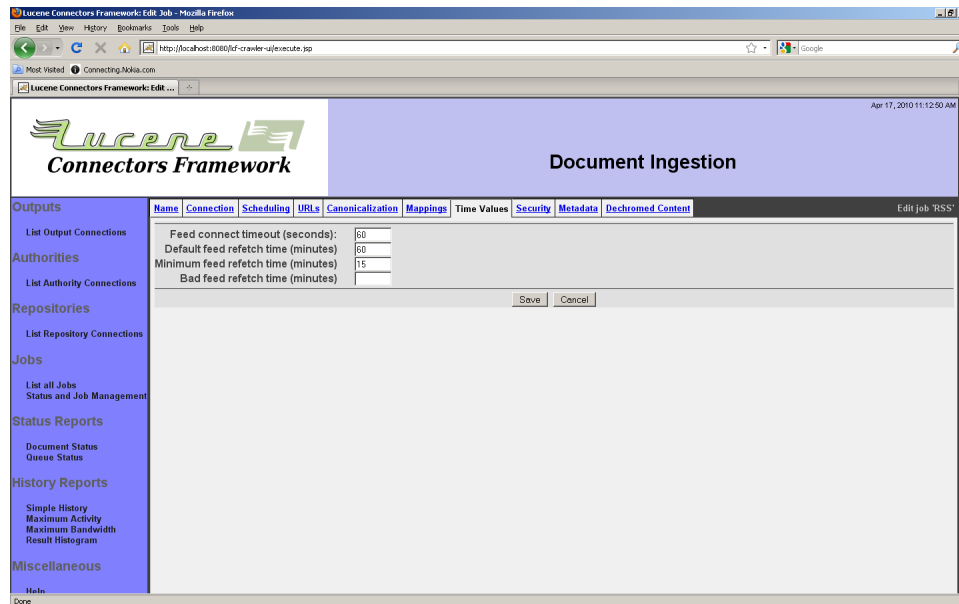 Lucene Connectors Framework: Edit Job - Mozilla Firefox
File Edit View History Bookmarks Tools Help
http://localhost:8080/lcf-crawler-ui/execute.jsp
Google
Most Visited Connecting.Nokia.com
Lucene Connectors Framework: Edit ...
Apr 17, 2010 11:12:50 AM
Lucene
Connectors Framework
Document Ingestion
Outputs
Name Connection Scheduling URLs Canonicalization Mappings Time Values Security Metadata Dechromed Content
Edit job 'RSS'
List Output Connections
Authorities
List Authority Connections
Repositories
List Repository Connections
Jobs
List all Jobs
Status and Job Management
Status Reports
Document Status
Queue Status
History Reports
Simple History
Maximum Activity
Maximum Bandwidth
Result Histogram
Miscellaneous
Help
Feed connect timeout (seconds): 60
Default feed refetch time (minutes) 60
Minimum feed refetch time (minutes) 15
Bad feed refetch time (minutes)
Save Cancel
Done